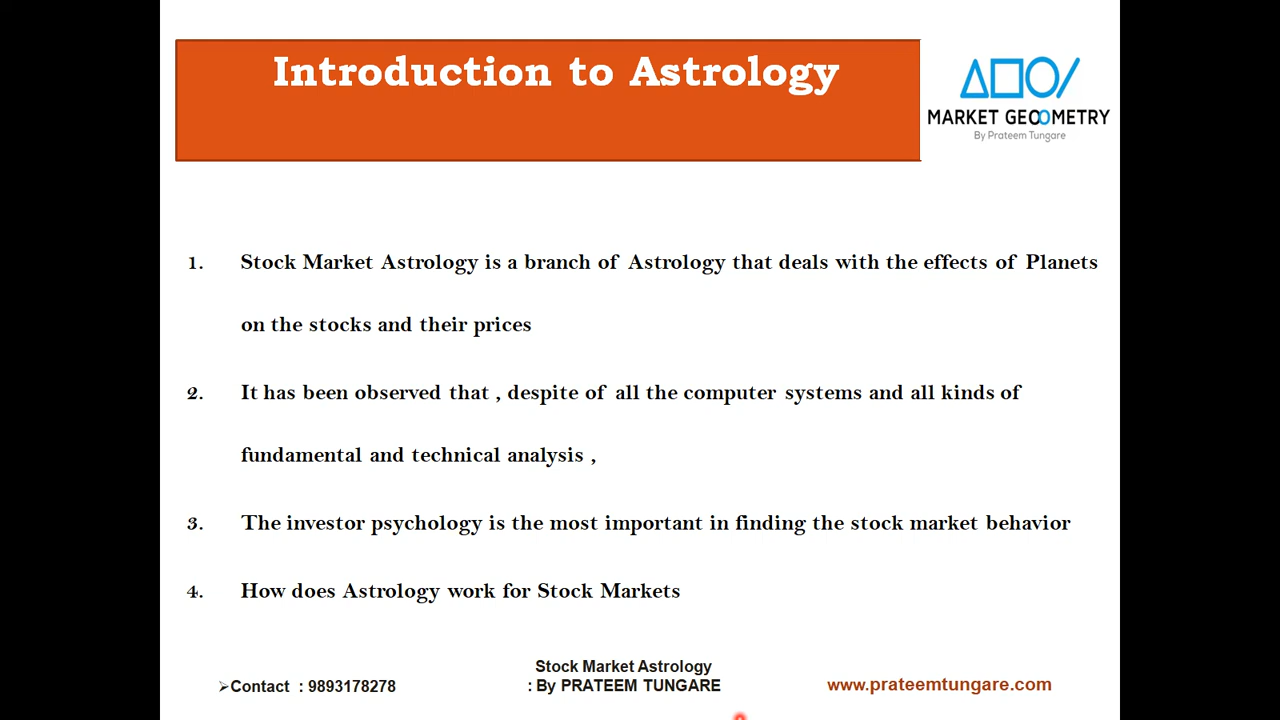 Introduction to Astrology
MARKET GEOOMETRY
By Prateem Tungare
1. Stock Market Astrology is a branch of Astrology that deals with the effects of Planets
on the stocks and their prices
2. It has been observed that , despite of all the computer systems and all kinds of
fundamental and technical analysis ,
3. The investor psychology is the most important in finding the stock market behavior
4. How does Astrology work for Stock Markets
➢Contact : 9893178278
Stock Market Astrology
: By PRATEEM TUNGARE
www.prateemtungare.com